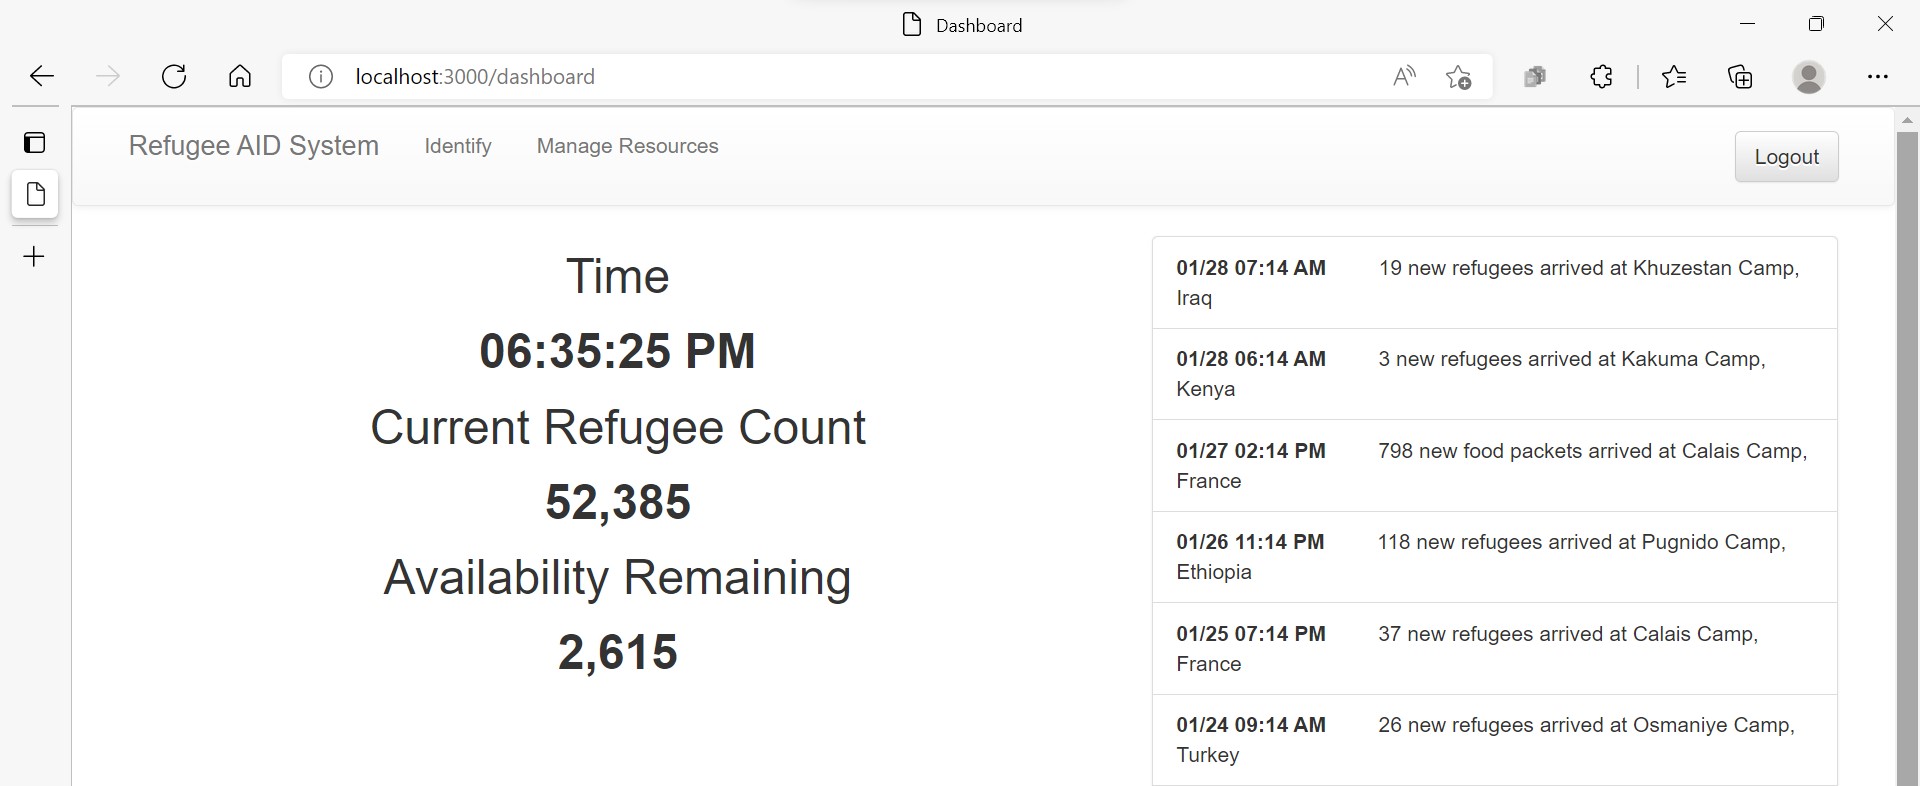 Dashboard
localhost:3000/dashboard
Refugee AID System Identify Manage Resources Logout
Time
06:35:25 PM
Current Refugee Count
52,385
Availability Remaining
2,615
01/28 07:14 AM 19 new refugees arrived at Khuzestan Camp,
Iraq
01/28 06:14 AM 3 new refugees arrived at Kakuma Camp,
Kenya
01/27 02:14 PM 798 new food packets arrived at Calais Camp,
France
01/26 11:14 PM 118 new refugees arrived at Pugnido Camp,
Ethiopia
01/25 07:14 PM 37 new refugees arrived at Calais Camp,
France
01/24 09:14 AM 26 new refugees arrived at Osmaniye Camp,
Turkey